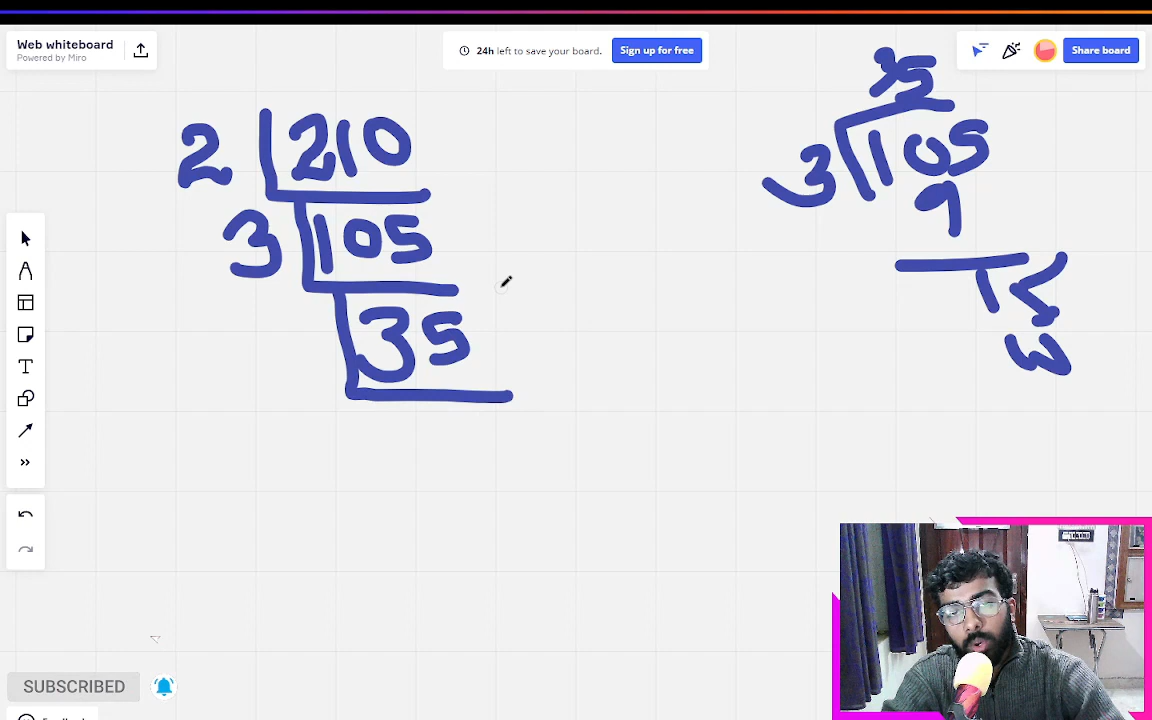 Web whiteboard
Powered by Miro
24h left to save your board.
Sign up for free
Share board
2 210
3 105
35
35
3 105
9
15
T
SUBSCRIBED